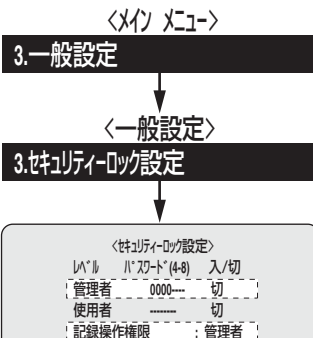 〈メイン メニュー〉
3.一般設定
〈一般設定〉
3.セキュリティーロック設定
〈セキュリティーロック設定〉
レベル パスワード(4-8) 入/切
管理者 0000---- 切
使用者 -------- 切
記録操作権限 : 管理者